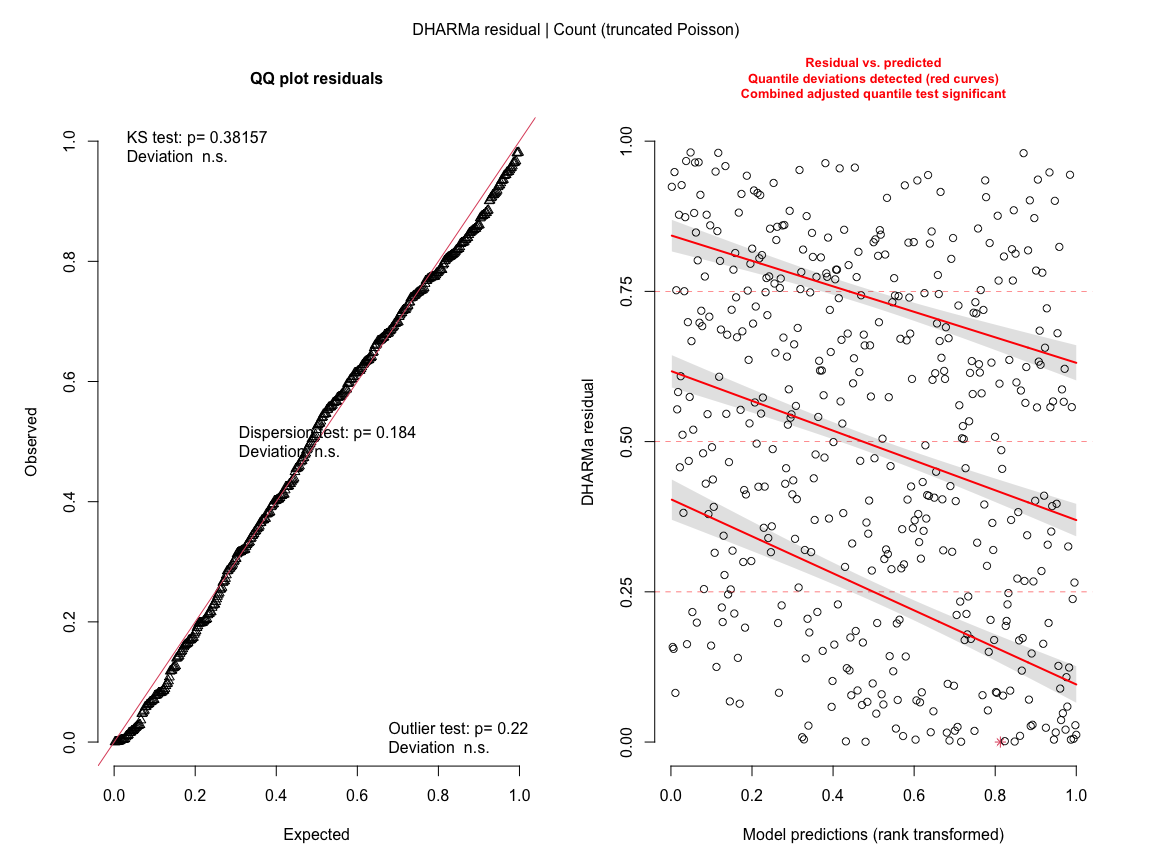 DHARMa residual | Count (truncated Poisson)
QQ plot residuals
KS test: p= 0.38157
Deviation  n.s.
Dispersion test: p= 0.184
Deviation  n.s.
Outlier test: p= 0.22
Deviation  n.s.
Observed
0.0 0.2 0.4 0.6 0.8 1.0
0.0 0.2 0.4 0.6 0.8 1.0
Expected
Residual vs. predicted
Quantile deviations detected (red curves)
Combined adjusted quantile test significant
DHARMa residual
0.00 0.25 0.50 0.75 1.00
0.0 0.2 0.4 0.6 0.8 1.0
Model predictions (rank transformed)